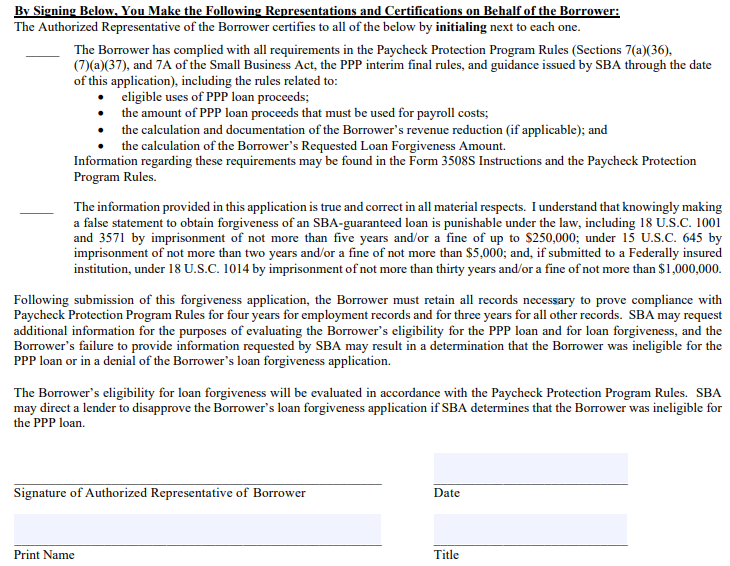 By Signing Below, You Make the Following Representations and Certifications on Behalf of the Borrower:
The Authorized Representative of the Borrower certifies to all of the below by initialing next to each one.
The Borrower has complied with all requirements in the Paycheck Protection Program Rules (Sections 7(a)(36),
(7)(a)(37), and 7A of the Small Business Act, the PPP interim final rules, and guidance issued by SBA through the date
of this application), including the rules related to:
• eligible uses of PPP loan proceeds;
• the amount of PPP loan proceeds that must be used for payroll costs;
• the calculation and documentation of the Borrower's revenue reduction (if applicable); and
• the calculation of the Borrower's Requested Loan Forgiveness Amount.
Information regarding these requirements may be found in the Form 3508S Instructions and the Paycheck Protection
Program Rules.
The information provided in this application is true and correct in all material respects. I understand that knowingly making
a false statement to obtain forgiveness of an SBA-guaranteed loan is punishable under the law, including 18 U.S.C. 1001
and 3571 by imprisonment of not more than five years and/or a fine of up to $250,000; under 15 U.S.C. 645 by
imprisonment of not more than two years and/or a fine of not more than $5,000; and, if submitted to a Federally insured
institution, under 18 U.S.C. 1014 by imprisonment of not more than thirty years and/or a fine of not more than $1,000,000.
Following submission of this forgiveness application, the Borrower must retain all records necessary to prove compliance with
Paycheck Protection Program Rules for four years for employment records and for three years for all other records. SBA may request
additional information for the purposes of evaluating the Borrower's eligibility for the PPP loan and for loan forgiveness, and the
Borrower's failure to provide information requested by SBA may result in a determination that the Borrower was ineligible for the
PPP loan or in a denial of the Borrower's loan forgiveness application.
The Borrower's eligibility for loan forgiveness will be evaluated in accordance with the Paycheck Protection Program Rules. SBA
may direct a lender to disapprove the Borrower's loan forgiveness application if SBA determines that the Borrower was ineligible for
the PPP loan.
Signature of Authorized Representative of Borrower
Date
Print Name
Title